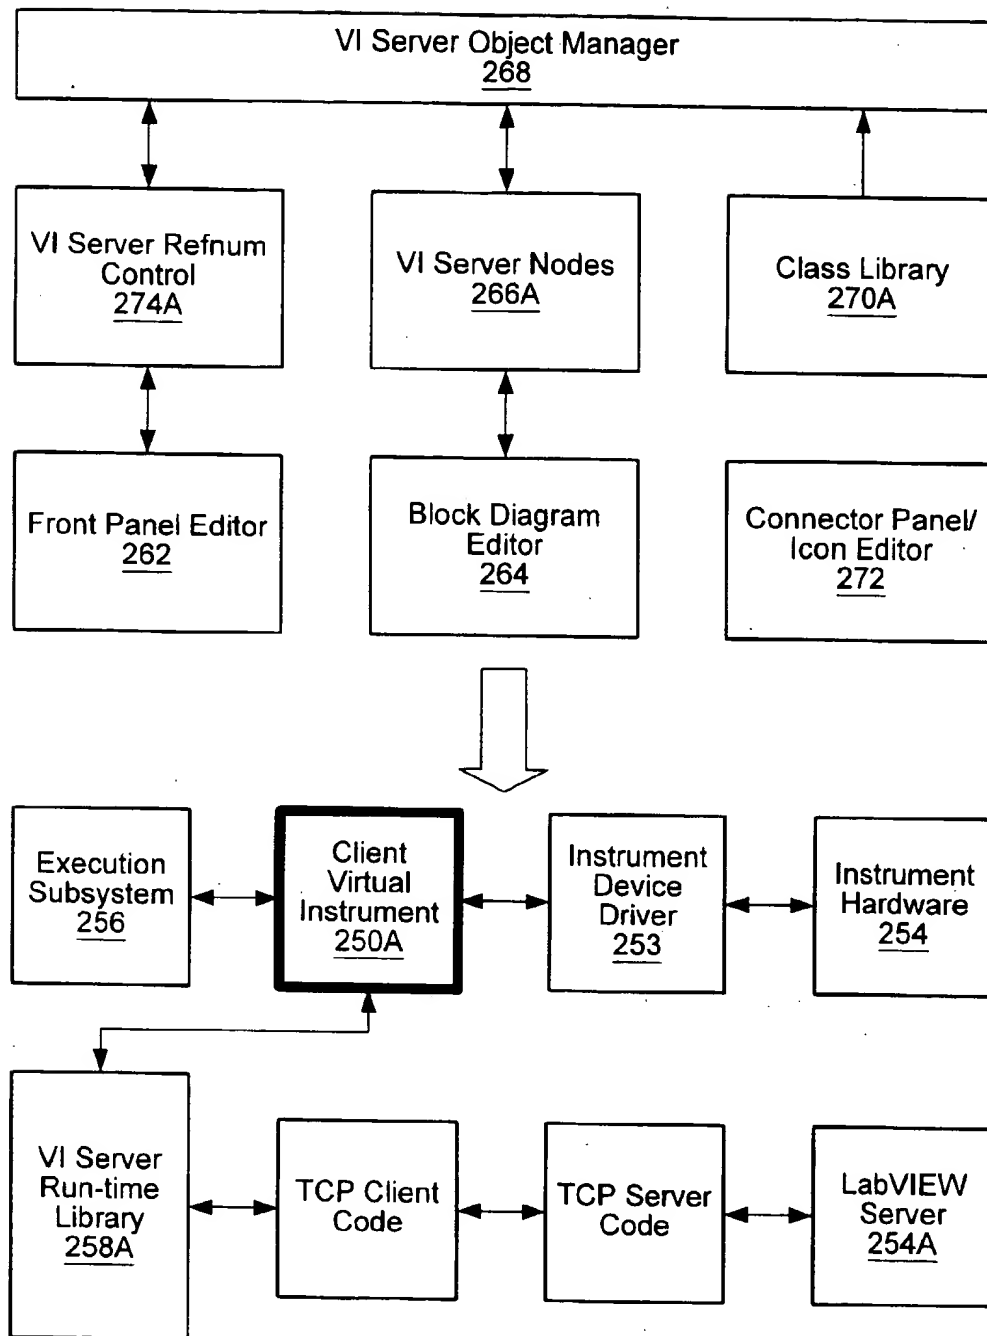 VI Server Object Manager
268
VI Server Refnum
Control
274A
VI Server Nodes
266A
Class Library
270A
Front Panel Editor
262
Block Diagram
Editor
264
Connector Panel/
Icon Editor
272
Execution
Subsystem
256
Client
Virtual
Instrument
250A
Instrument
Device
Driver
253
Instrument
Hardware
254
VI Server
Run-time
Library
258A
TCP Client
Code
TCP Server
Code
LabVIEW
Server
254A